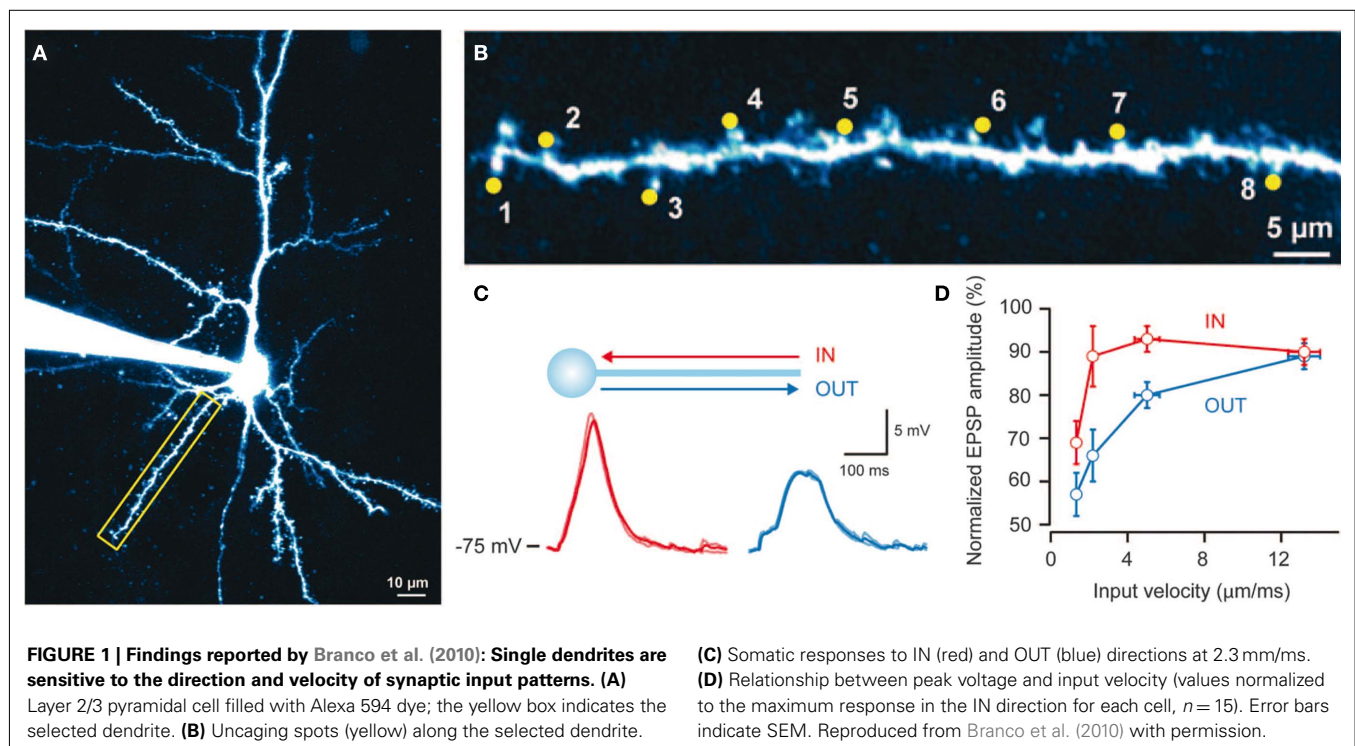 A
10 µm
B
1
2
3
4
5
6
7
8
5 µm
C
IN
OUT
5 mV
100 ms
-75 mV
D
Normalized EPSP amplitude (%)
100
90
80
70
60
50
IN
OUT
0
4
8
12
Input velocity (µm/ms)
FIGURE 1 | Findings reported by Branco et al. (2010): Single dendrites are
sensitive to the direction and velocity of synaptic input patterns. (A)
Layer 2/3 pyramidal cell filled with Alexa 594 dye; the yellow box indicates the
selected dendrite. (B) Uncaging spots (yellow) along the selected dendrite.
(C) Somatic responses to IN (red) and OUT (blue) directions at 2.3 mm/ms.
(D) Relationship between peak voltage and input velocity (values normalized
to the maximum response in the IN direction for each cell, n = 15). Error bars
indicate SEM. Reproduced from Branco et al. (2010) with permission.